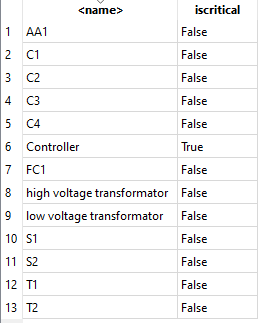 <name> iscritical
1 AA1 False
2 C1 False
3 C2 False
4 C3 False
5 C4 False
6 Controller True
7 FC1 False
8 high voltage transformator False
9 low voltage transformator False
10 S1 False
11 S2 False
12 T1 False
13 T2 False